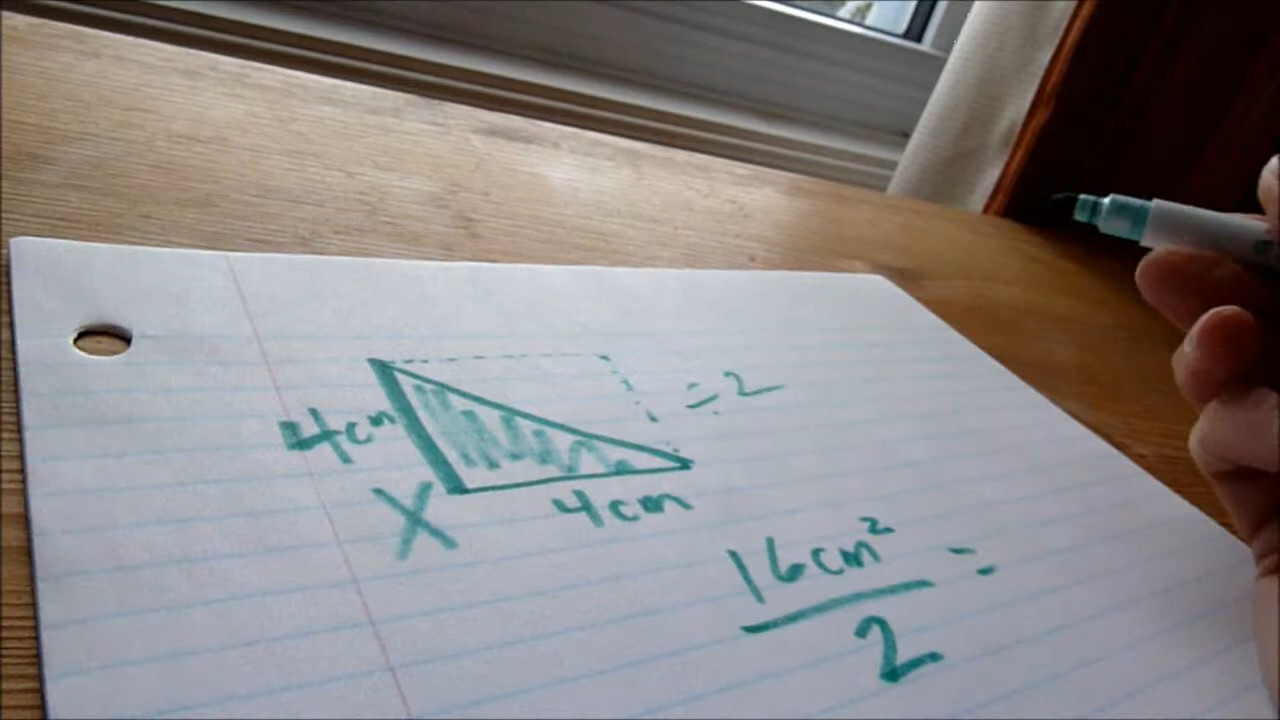 ÷2
4cm
X
4cm
16cm² =
2